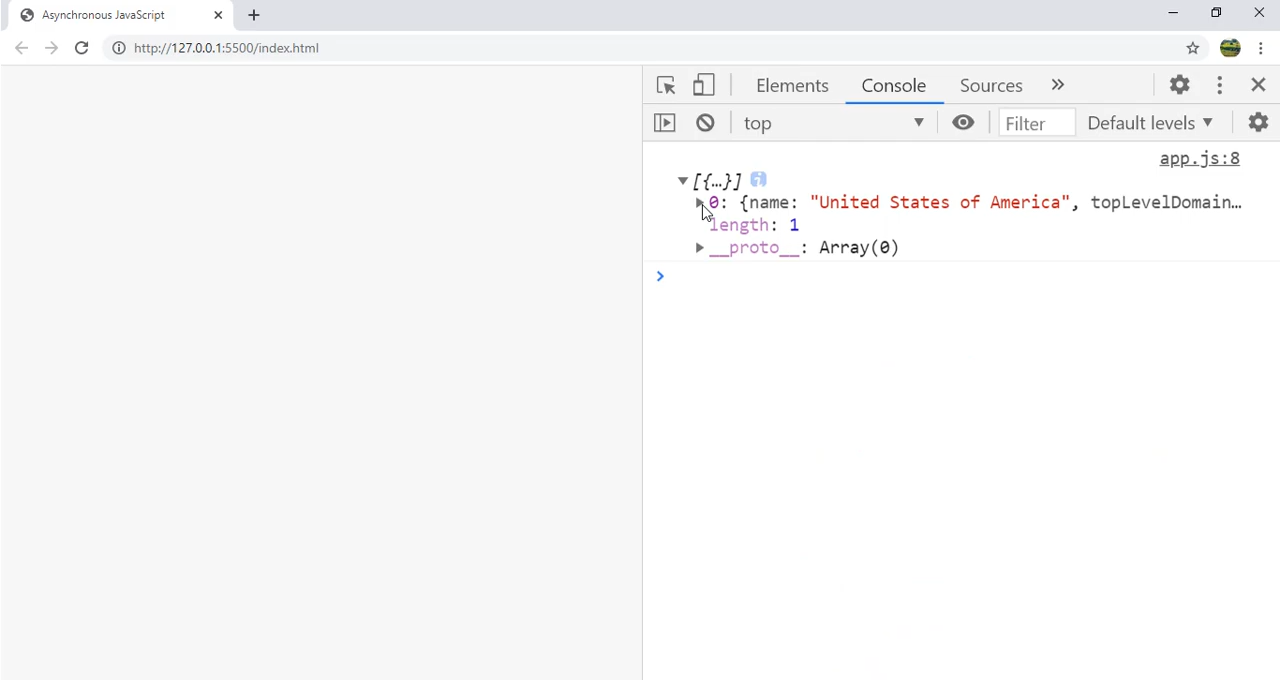 Asynchronous JavaScript
http://127.0.0.1:5500/index.html
Elements Console Sources
top Filter Default levels
app.js:8
[{…}] i
0: {name: "United States of America", topLevelDomain…
length: 1
__proto__: Array(0)